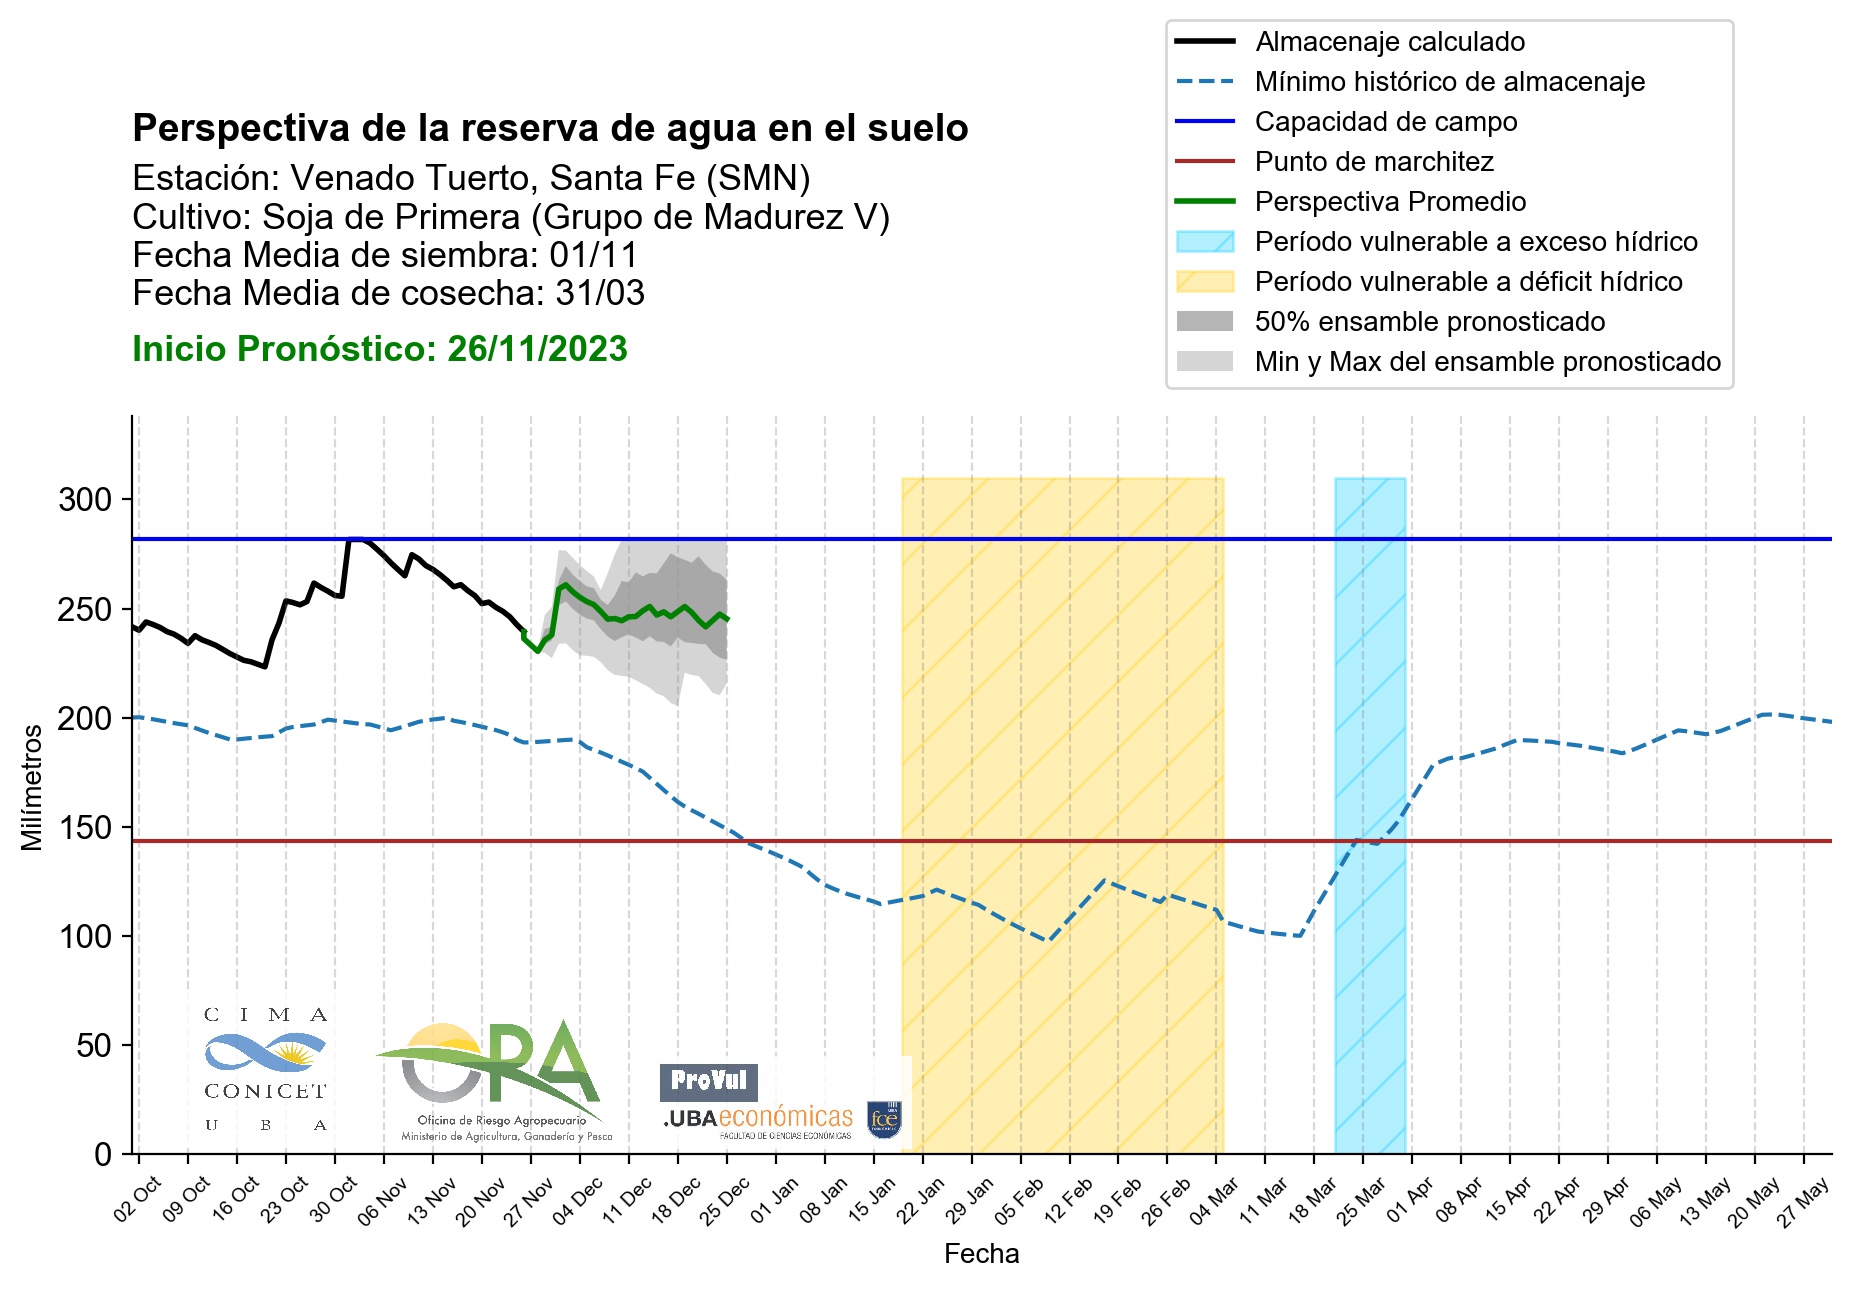 Almacenaje calculado
Mínimo histórico de almacenaje
Capacidad de campo
Punto de marchitez
Perspectiva Promedio
Período vulnerable a exceso hídrico
Período vulnerable a déficit hídrico
50% ensamble pronosticado
Min y Max del ensamble pronosticado
Perspectiva de la reserva de agua en el suelo
Estación: Venado Tuerto, Santa Fe (SMN)
Cultivo: Soja de Primera (Grupo de Madurez V)
Fecha Media de siembra: 01/11
Fecha Media de cosecha: 31/03
Inicio Pronóstico: 26/11/2023
300
250
200
150
100
50
0
Milímetros
CIMA
CONICET
UBA
ORA
Oficina de Riesgo Agropecuario
Ministerio de Agricultura, Ganadería y Pesca
ProVul
.UBAeconómicas
FACULTAD DE CIENCIAS ECONÓMICAS
UBA
fce
ECONÓMICAS
02 Oct
09 Oct
16 Oct
23 Oct
30 Oct
06 Nov
13 Nov
20 Nov
27 Nov
04 Dec
11 Dec
18 Dec
25 Dec
01 Jan
08 Jan
15 Jan
22 Jan
29 Jan
05 Feb
12 Feb
19 Feb
26 Feb
04 Mar
11 Mar
18 Mar
25 Mar
01 Apr
08 Apr
15 Apr
22 Apr
29 Apr
06 May
13 May
20 May
27 May
Fecha